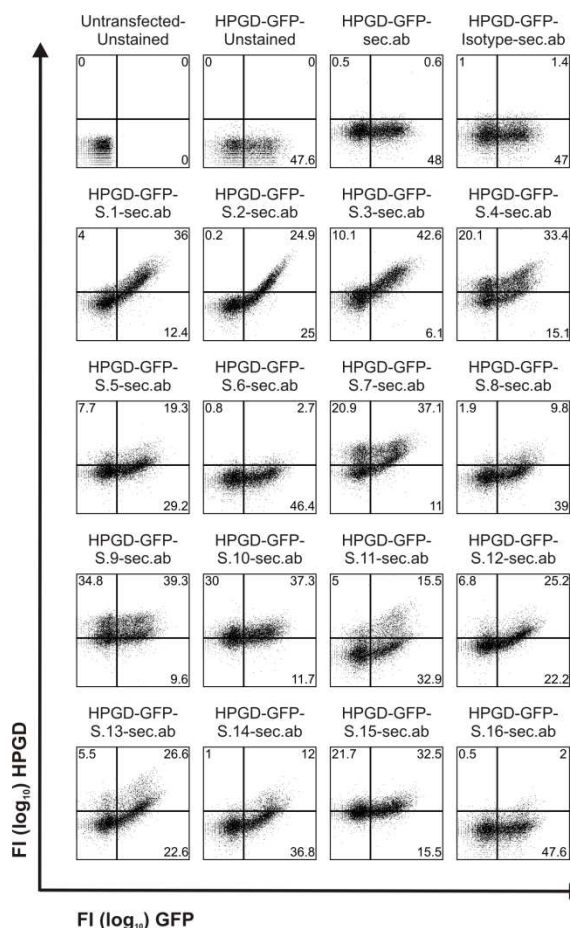 Untransfected-
Unstained
HPGD-GFP-
Unstained
HPGD-GFP-
sec.ab
HPGD-GFP-
Isotype-sec.ab
0 0
0
0 0
47.6
0.5 0.6
48
1 1.4
47
HPGD-GFP-
S.1-sec.ab
HPGD-GFP-
S.2-sec.ab
HPGD-GFP-
S.3-sec.ab
HPGD-GFP-
S.4-sec.ab
4 36
12.4
0.2 24.9
25
10.1 42.6
6.1
20.1 33.4
15.1
HPGD-GFP-
S.5-sec.ab
HPGD-GFP-
S.6-sec.ab
HPGD-GFP-
S.7-sec.ab
HPGD-GFP-
S.8-sec.ab
7.7 19.3
29.2
0.8 2.7
46.4
20.9 37.1
11
1.9 9.8
39
HPGD-GFP-
S.9-sec.ab
HPGD-GFP-
S.10-sec.ab
HPGD-GFP-
S.11-sec.ab
HPGD-GFP-
S.12-sec.ab
34.8 39.3
9.6
30 37.3
11.7
5 15.5
32.9
6.8 25.2
22.2
HPGD-GFP-
S.13-sec.ab
HPGD-GFP-
S.14-sec.ab
HPGD-GFP-
S.15-sec.ab
HPGD-GFP-
S.16-sec.ab
5.5 26.6
22.6
1 12
36.8
21.7 32.5
15.5
0.5 2
47.6
FI (log₁₀) HPGD
FI (log₁₀) GFP